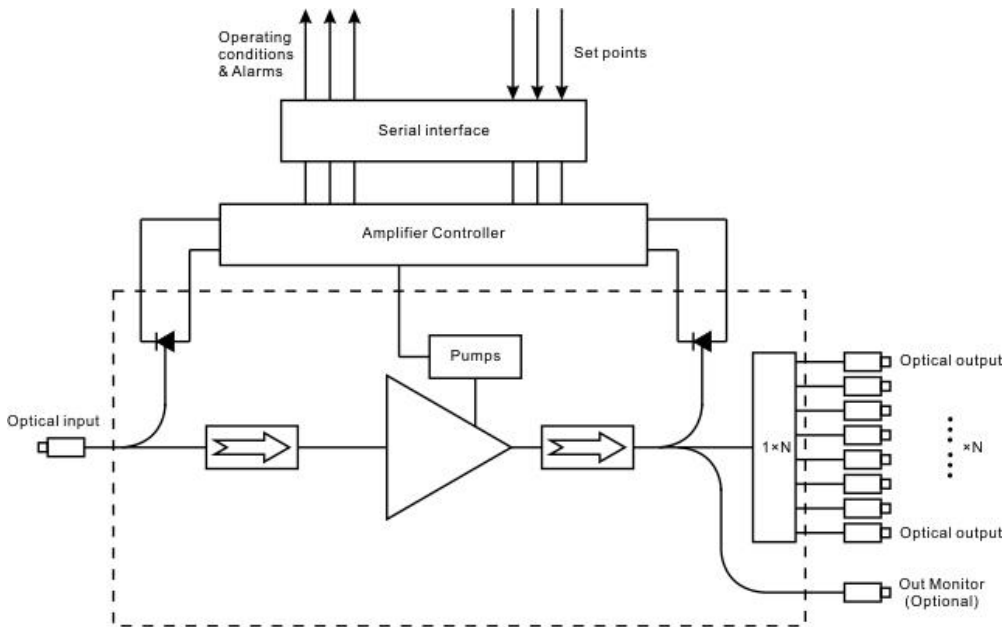 Operating
conditions
& Alarms
Set points
Serial interface
Amplifier Controller
Pumps
Optical input
1×N
Optical output
×N
Optical output
Out Monitor
(Optional)